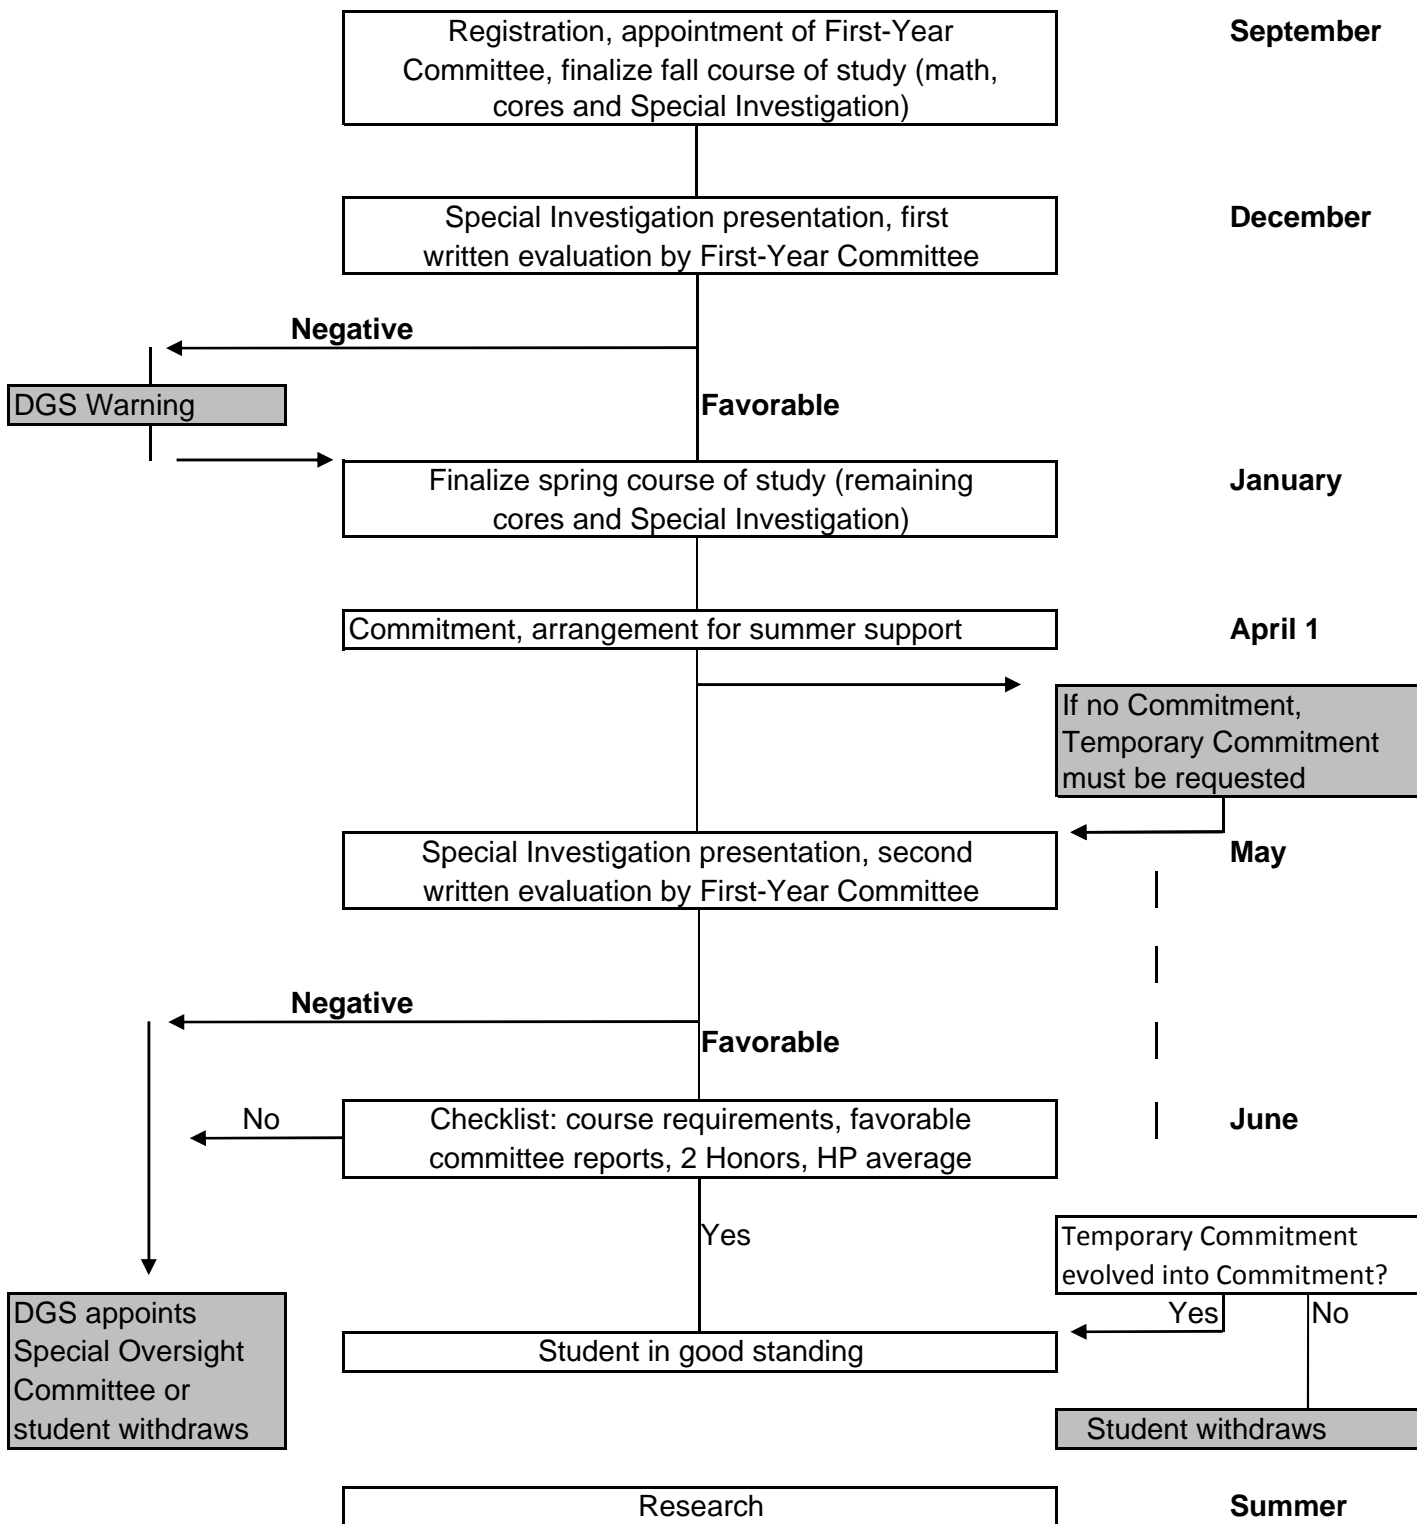 Registration, appointment of First-Year
Committee, finalize fall course of study (math,
cores and Special Investigation)
September
Special Investigation presentation, first
written evaluation by First-Year Committee
December
Negative
DGS Warning
Favorable
Finalize spring course of study (remaining
cores and Special Investigation)
January
Commitment, arrangement for summer support
April 1
If no Commitment,
Temporary Commitment
must be requested
Special Investigation presentation, second
written evaluation by First-Year Committee
May
Negative
Favorable
No
Checklist: course requirements, favorable
committee reports, 2 Honors, HP average
June
Yes
Temporary Commitment
evolved into Commitment?
Yes
No
DGS appoints
Special Oversight
Committee or
student withdraws
Student in good standing
Student withdraws
Research
Summer